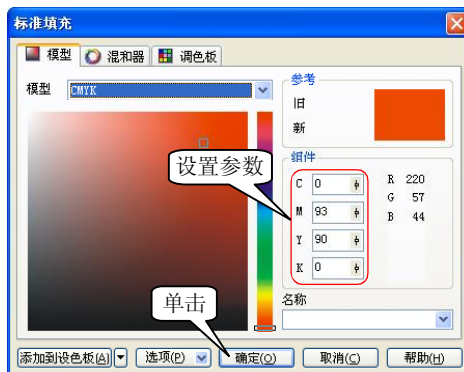 标准填充
模型 混和器 调色板
模型 CMYK
参考
旧
新
组件
设置参数
C 0 R 220
M 93 G 57
Y 90 B 44
K 0
单击
名称
添加到设色板(A) 选项(P) 确定(O) 取消(C) 帮助(H)